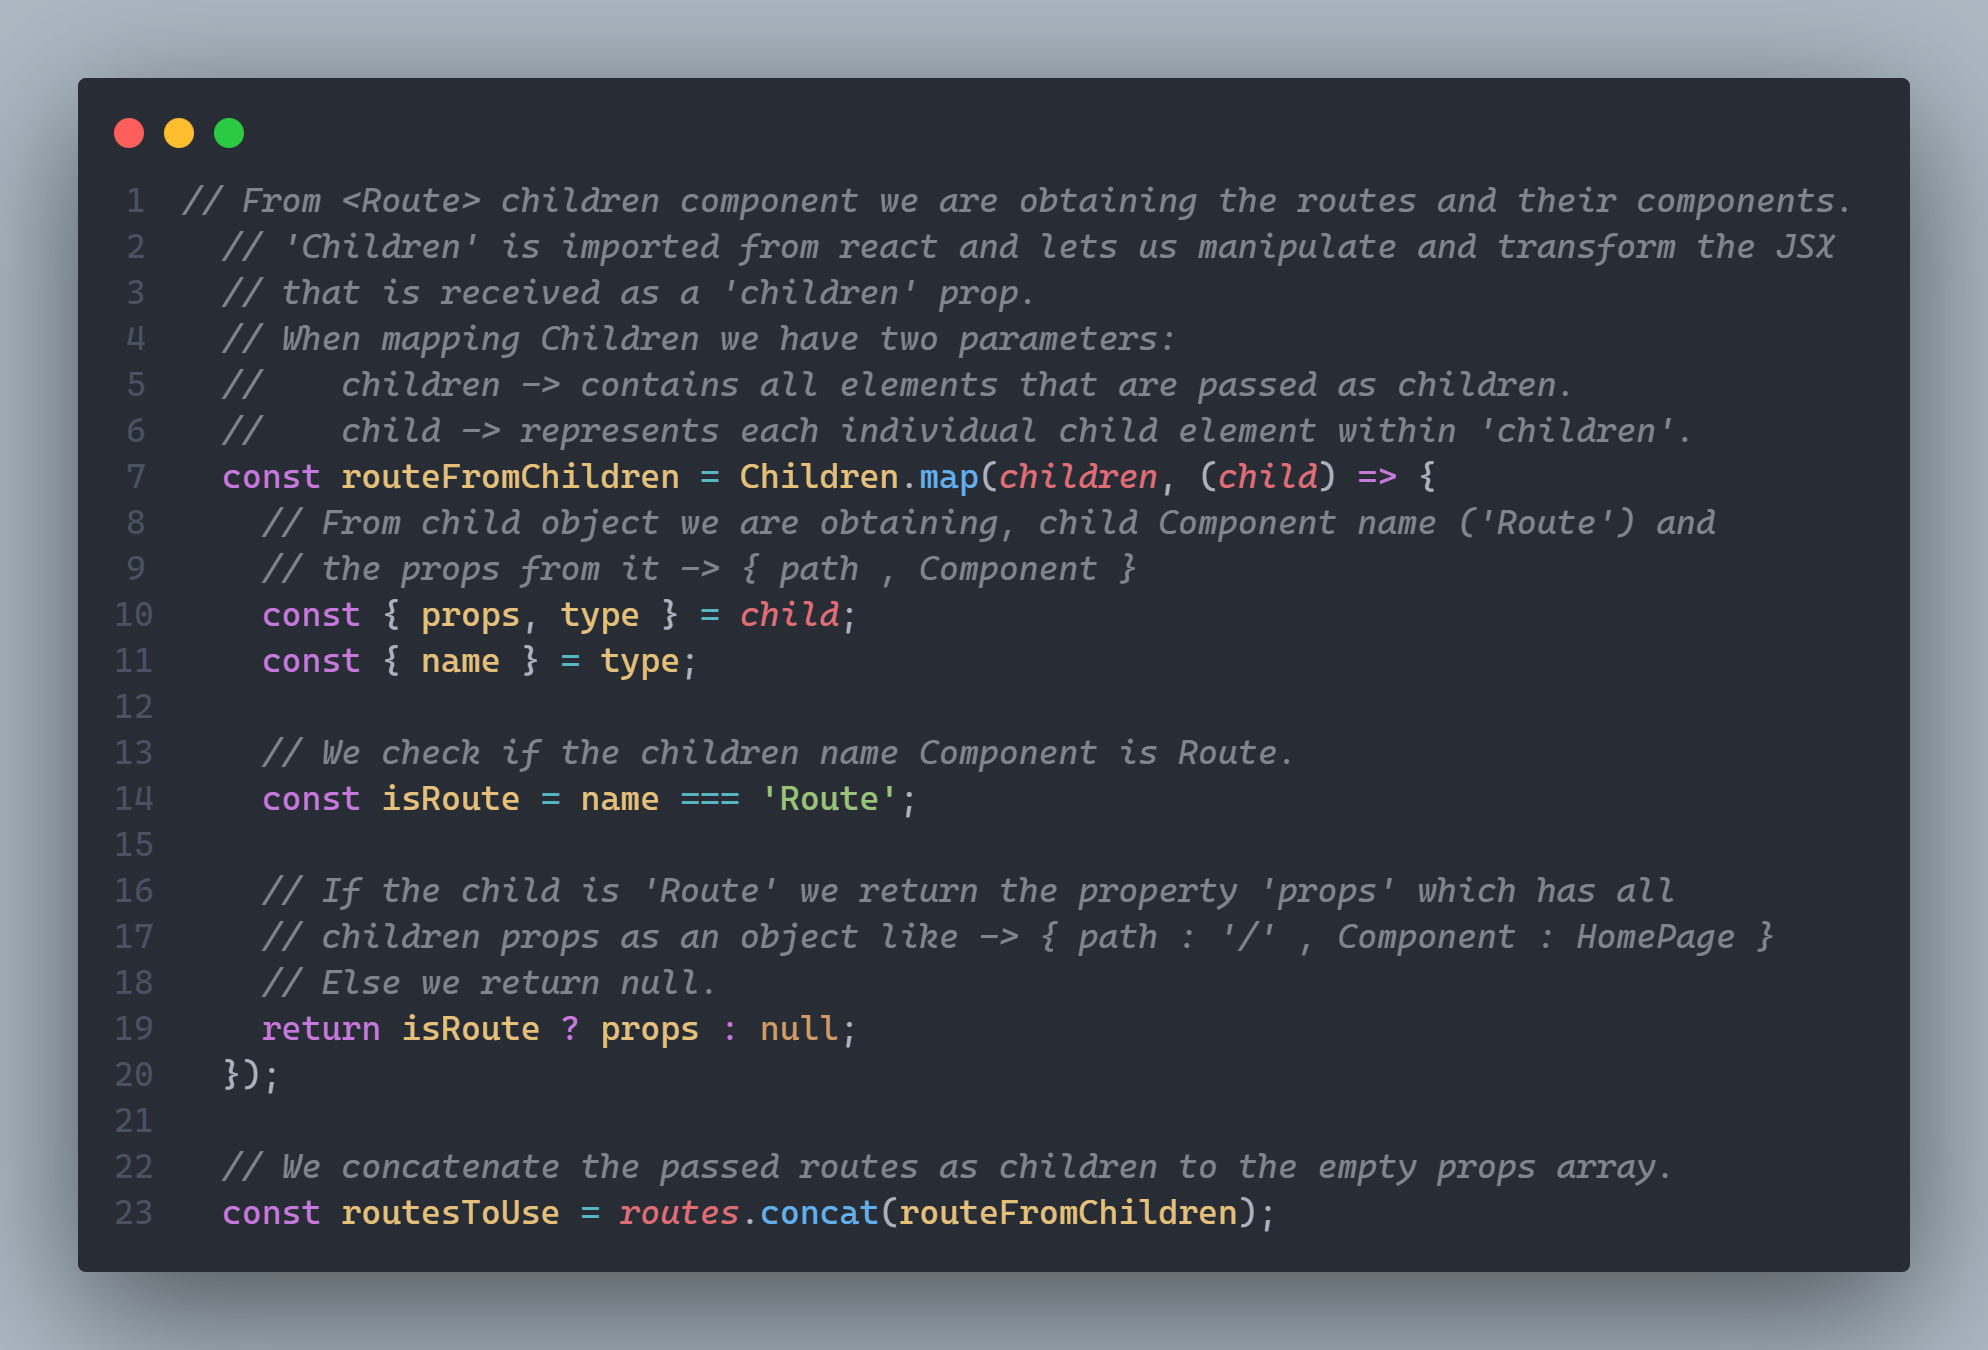 1 // From <Route> children component we are obtaining the routes and their components.
2   // 'Children' is imported from react and lets us manipulate and transform the JSX
3   // that is received as a 'children' prop.
4   // When mapping Children we have two parameters:
5   //    children -> contains all elements that are passed as children.
6   //    child -> represents each individual child element within 'children'.
7   const routeFromChildren = Children.map(children, (child) => {
8     // From child object we are obtaining, child Component name ('Route') and
9     // the props from it -> { path , Component }
10     const { props, type } = child;
11     const { name } = type;
12
13     // We check if the children name Component is Route.
14     const isRoute = name === 'Route';
15
16     // If the child is 'Route' we return the property 'props' which has all
17     // children props as an object like -> { path : '/' , Component : HomePage }
18     // Else we return null.
19     return isRoute ? props : null;
20   });
21
22   // We concatenate the passed routes as children to the empty props array.
23   const routesToUse = routes.concat(routeFromChildren);